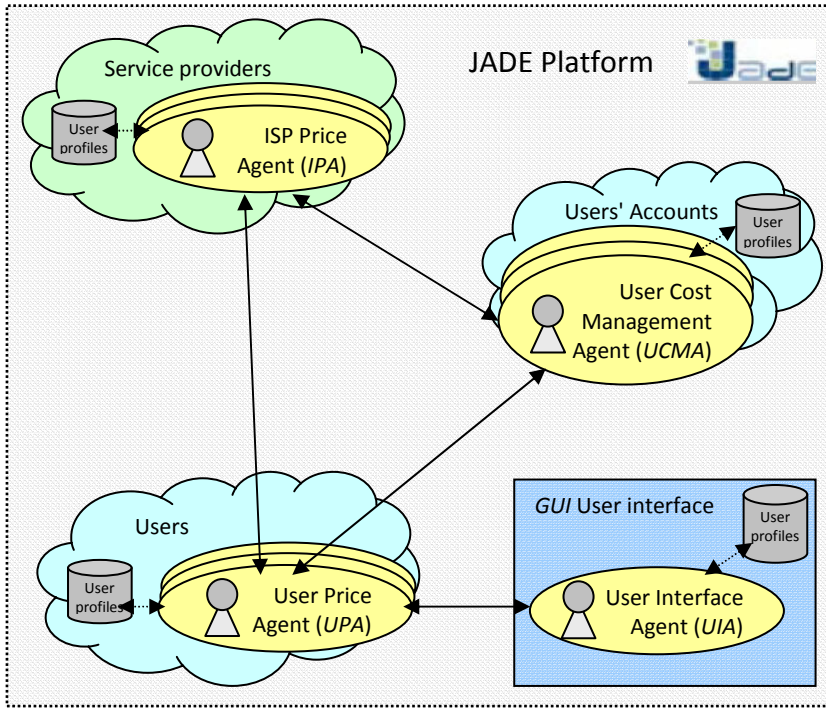 JADE Platform
Jade
Service providers
User
profiles
ISP Price
Agent (IPA)
Users' Accounts
User
profiles
User Cost
Management
Agent (UCMA)
Users
User
profiles
User Price
Agent (UPA)
GUI User interface
User
profiles
User Interface
Agent (UIA)